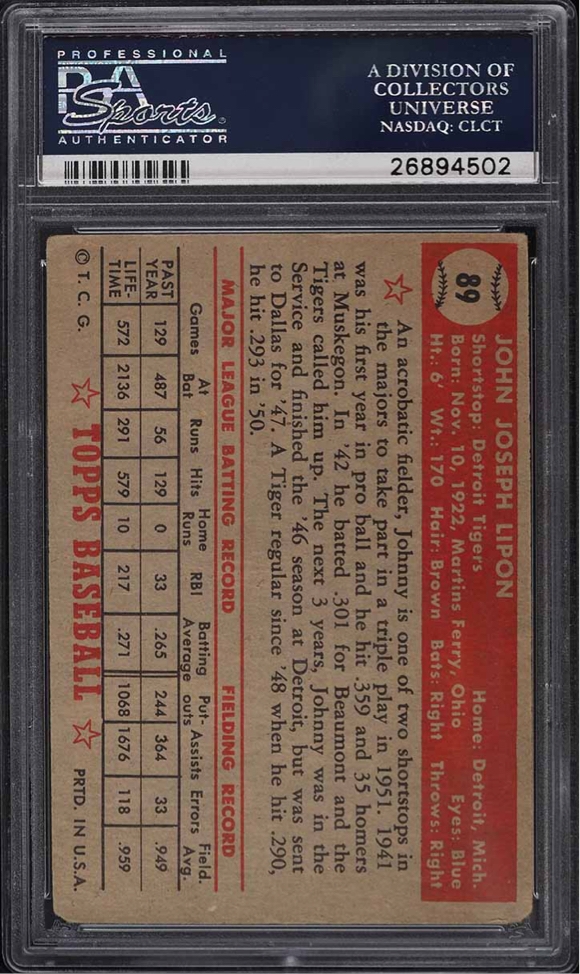 PROFESSIONAL
PSA
Sports
AUTHENTICATOR
A DIVISION OF
COLLECTORS
UNIVERSE
NASDAQ: CLCT
26894502
89
JOHN JOSEPH LIPON
Shortstop: Detroit Tigers Home: Detroit, Mich.
Born: Nov. 10, 1922, Martins Ferry, Ohio Eyes: Blue
Ht.: 6' Wt.: 170 Hair: Brown Bats: Right Throws: Right
An acrobatic fielder, Johnny is one of two shortstops in
the majors to take part in a triple play in 1951. 1941
was his first year in pro ball and he hit .359 and 35 homers
at Muskegon. In '42 he batted .301 for Beaumont and the
Tigers called him up. The next 3 years, Johnny was in the
Service and finished the '46 season at Detroit, but was sent
to Dallas for '47. A Tiger regular since '48 when he hit .290,
he hit .293 in '50.
MAJOR LEAGUE BATTING RECORD FIELDING RECORD
Games At Bat Runs Hits Home Runs RBI Batting Average Put-outs Assists Errors Field. Avg.
PAST YEAR 129 487 56 129 0 33 .265 244 364 33 .949
LIFE-TIME 572 2136 291 579 10 217 .271 1068 1676 118 .959
© T. C. G. ☆ TOPPS BASEBALL ☆ PRTD. IN U.S.A.